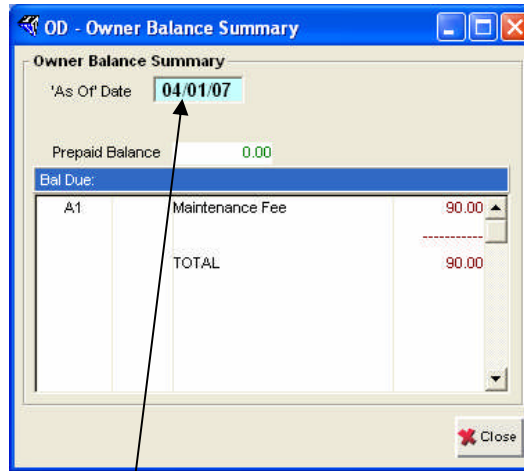 OD - Owner Balance Summary
Owner Balance Summary
'As Of' Date 04/01/07
Prepaid Balance 0.00
Bal Due:
A1 Maintenance Fee 90.00
-----------
TOTAL 90.00
Close